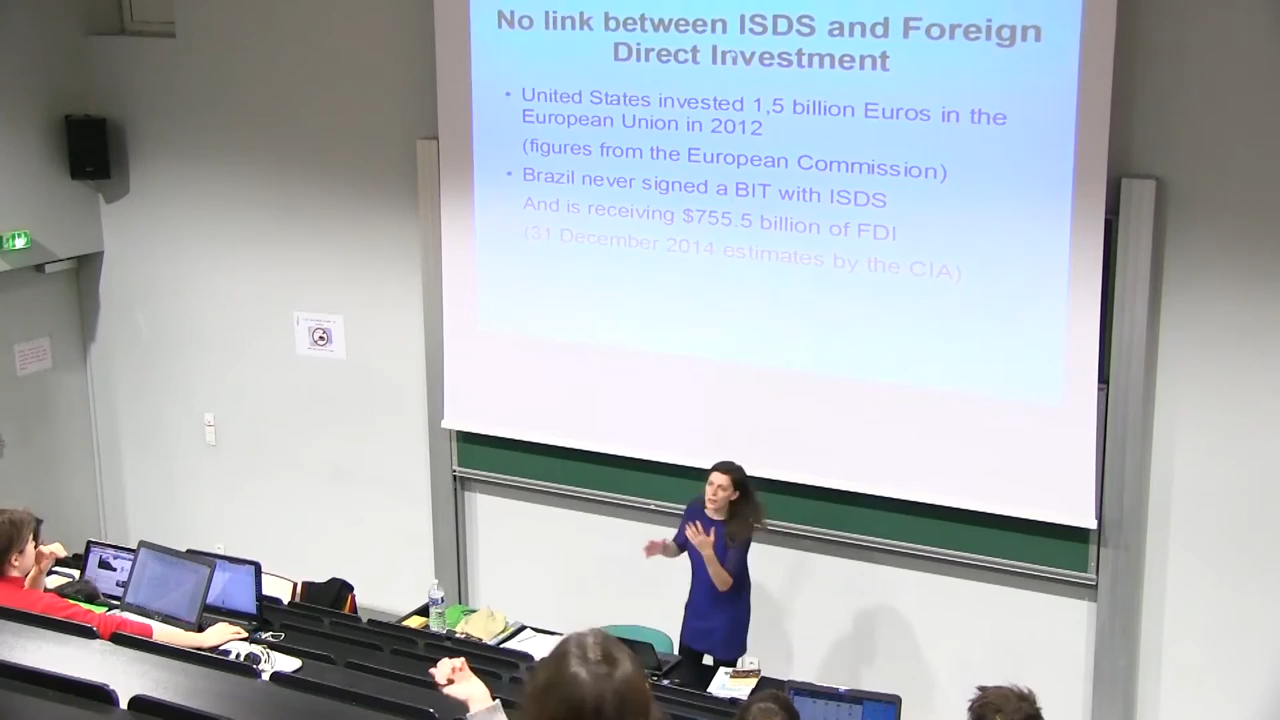 No link between ISDS and Foreign
Direct Investment
• United States invested 1,5 billion Euros in the
European Union in 2012
(figures from the European Commission)
• Brazil never signed a BIT with ISDS
And is receiving $755.5 billion of FDI
(31 December 2014 estimates by the CIA)